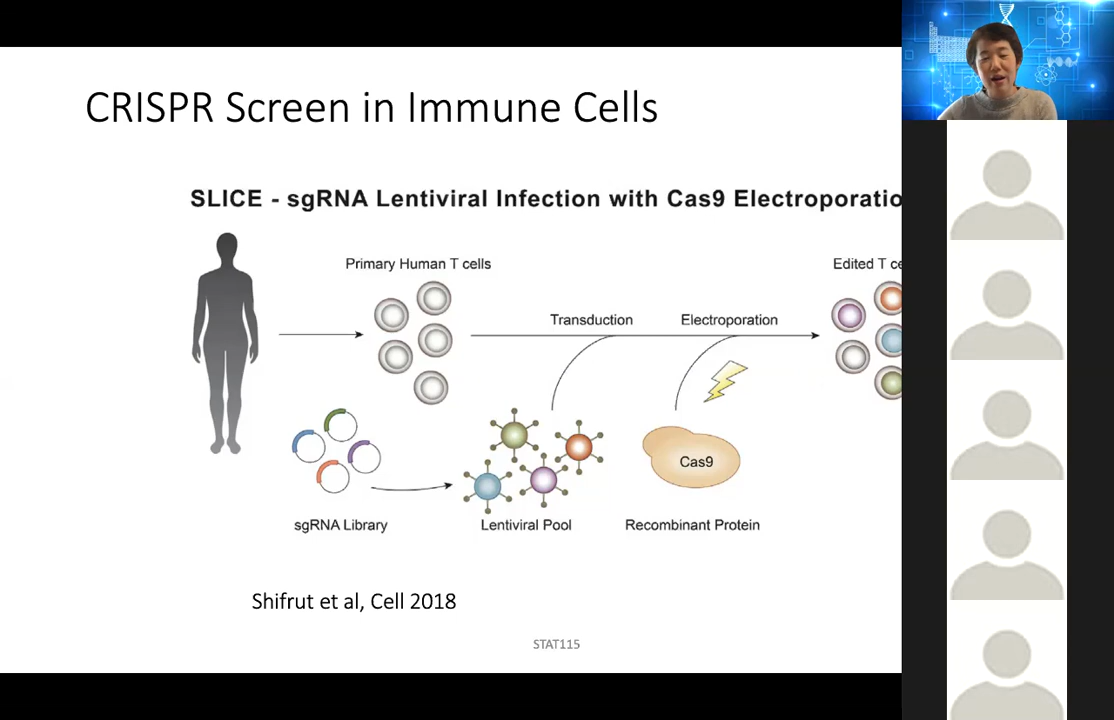 CRISPR Screen in Immune Cells
SLICE - sgRNA Lentiviral Infection with Cas9 Electroporatio
Primary Human T cells
Edited T ce
Transduction
Electroporation
Cas9
sgRNA Library
Lentiviral Pool
Recombinant Protein
Shifrut et al, Cell 2018
STAT115